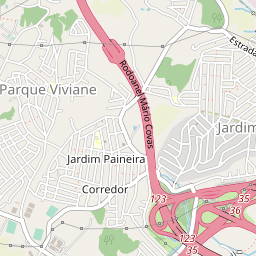 Estrada
Rodoanel Mário Covas
Parque Viviane
Jardim
Jardim Paineira
Corredor
123
35
36
123
35